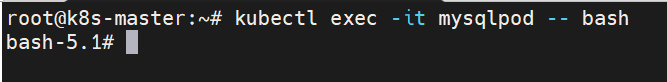 root@k8s-master:~# kubectl exec -it mysqlpod -- bash
bash-5.1#